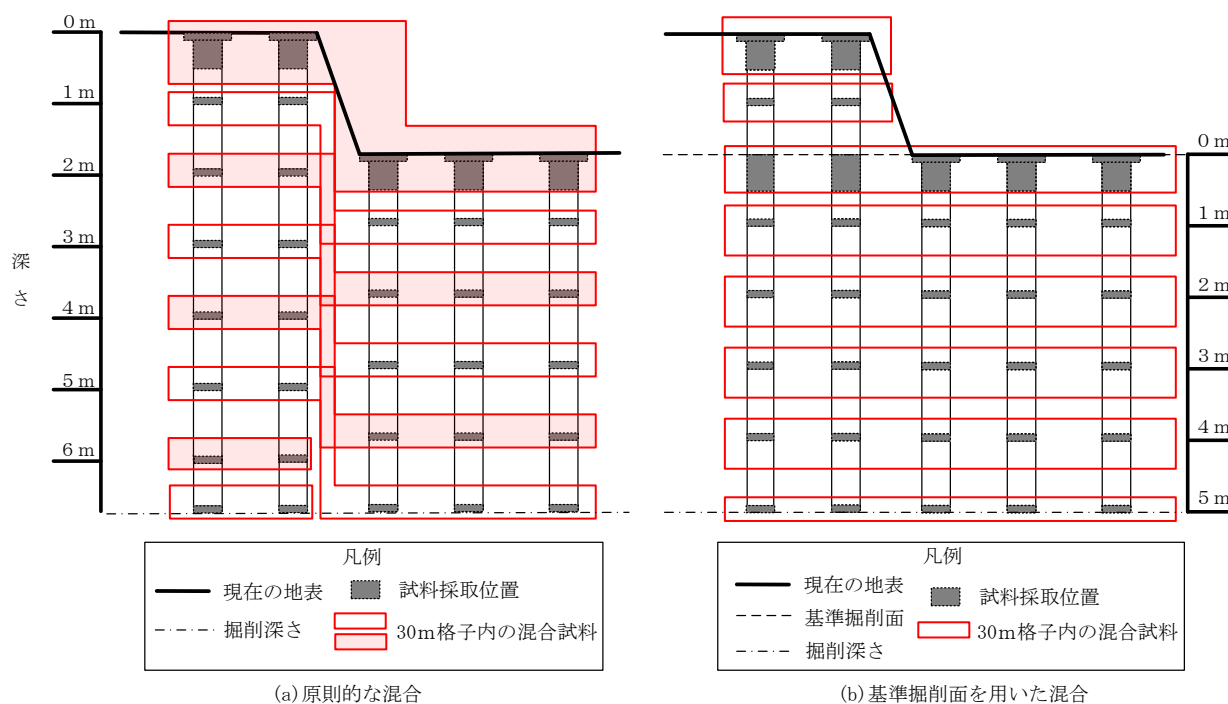 0 m
1 m
2 m
3 m
4 m
5 m
6 m
深
さ
凡例
現在の地表
試料採取位置
掘削深さ
30m格子内の混合試料
(a)原則的な混合
0 m
1 m
2 m
3 m
4 m
5 m
凡例
現在の地表
試料採取位置
基準掘削面
30m格子内の混合試料
掘削深さ
(b)基準掘削面を用いた混合